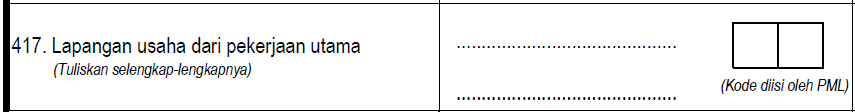 417. Lapangan usaha dari pekerjaan utama
(Tuliskan selengkap-lengkapnya)
............................................
............................................
(Kode diisi oleh PML)